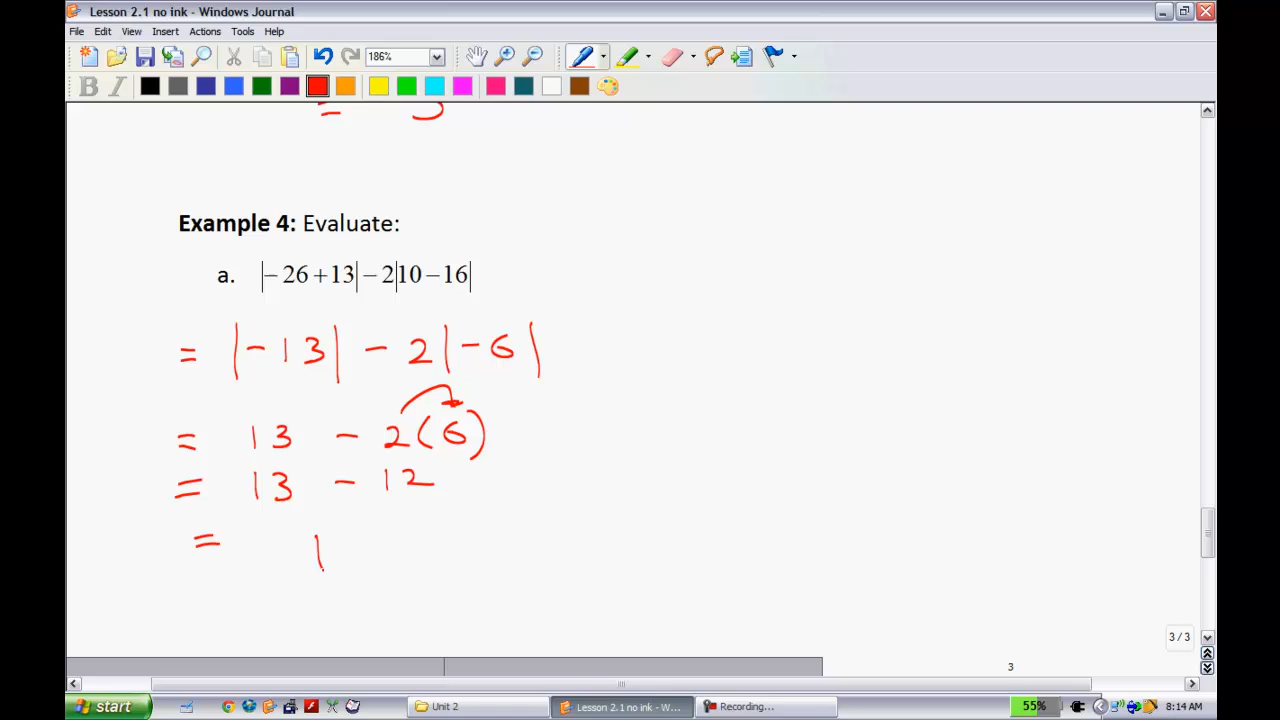 Lesson 2.1 no ink - Windows Journal
File Edit View Insert Actions Tools Help
186%
B I
= 3
Example 4: Evaluate:
a. |−26+13|−2|10−16|
= |-13| - 2|-6|
= 13 - 2(6)
= 13 - 12
= 1
3/3
3
start Unit 2 Lesson 2.1 no ink - W... Recording... 55% 8:14 AM